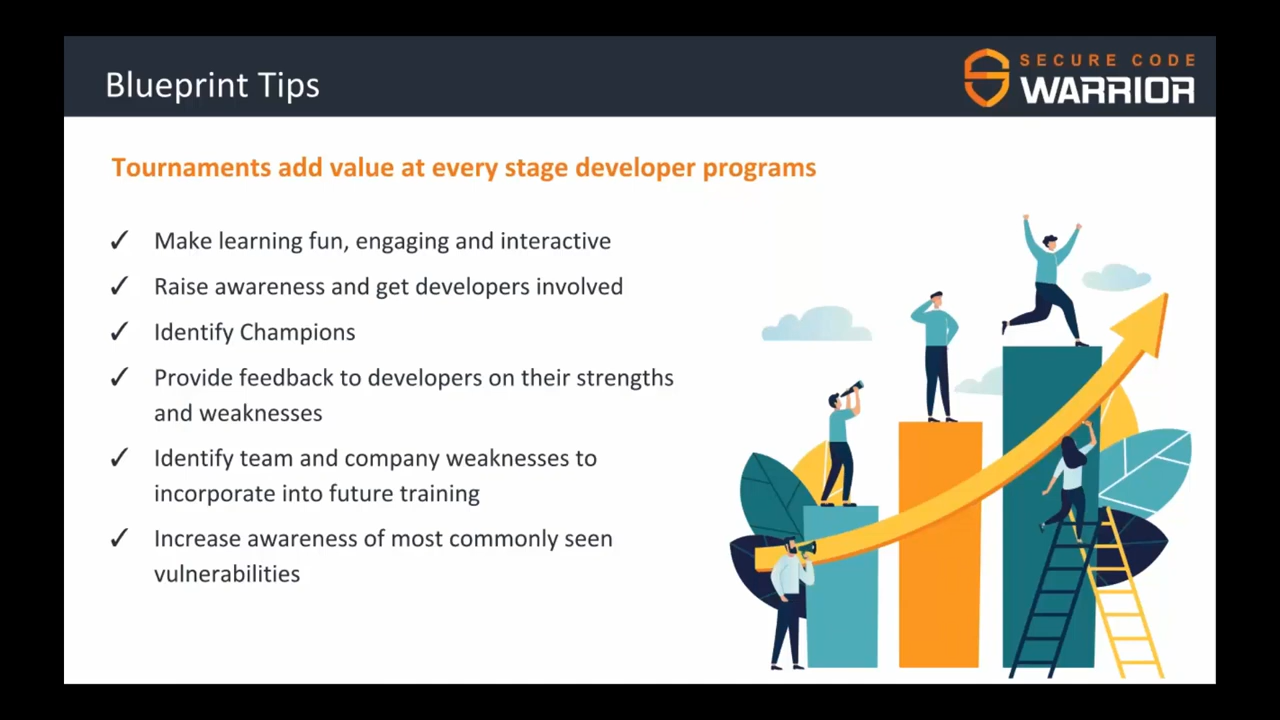 Blueprint Tips
SECURE CODE
WARRIOR
Tournaments add value at every stage developer programs
✓ Make learning fun, engaging and interactive
✓ Raise awareness and get developers involved
✓ Identify Champions
✓ Provide feedback to developers on their strengths
and weaknesses
✓ Identify team and company weaknesses to
incorporate into future training
✓ Increase awareness of most commonly seen
vulnerabilities